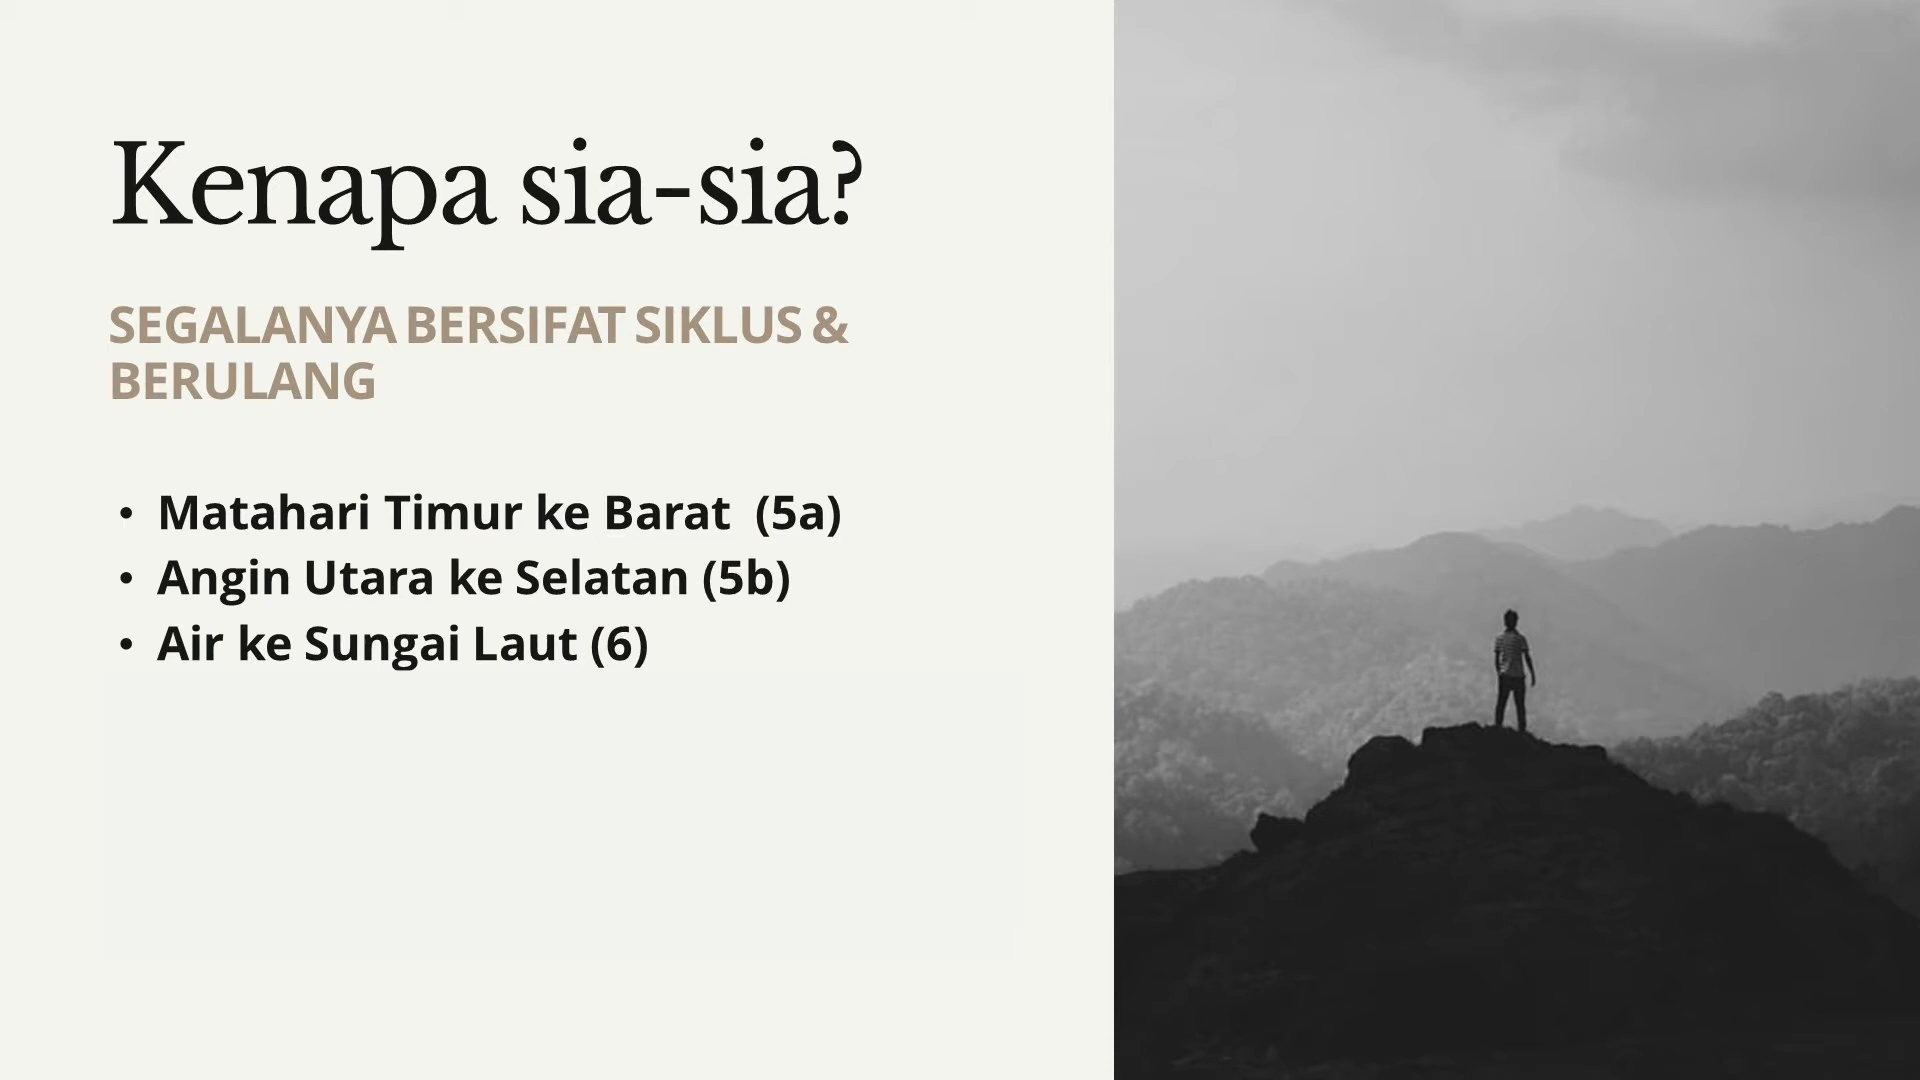 Kenapa sia-sia?
SEGALANYA BERSIFAT SIKLUS &
BERULANG
• Matahari Timur ke Barat (5a)
• Angin Utara ke Selatan (5b)
• Air ke Sungai Laut (6)